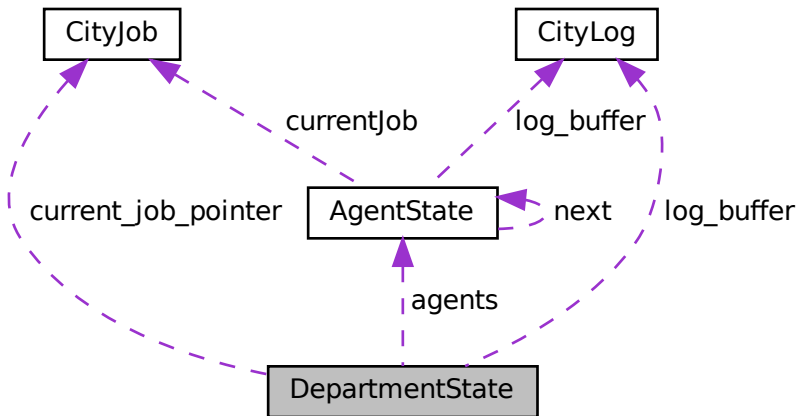 CityJob
CityLog
currentJob
log_buffer
current_job_pointer
AgentState
next
log_buffer
agents
DepartmentState